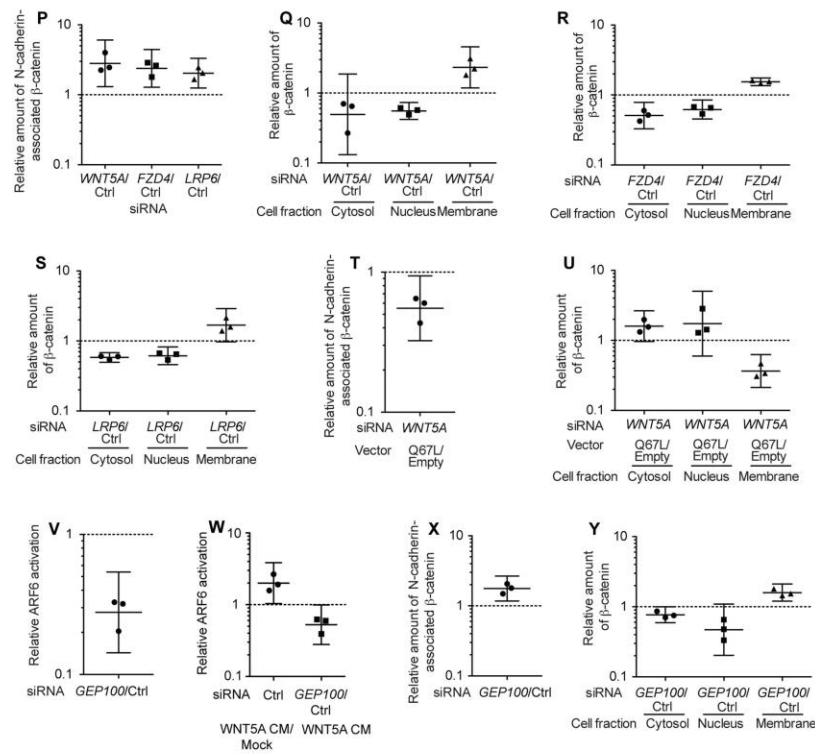 P
Relative amount of N-cadherin-
associated β-catenin
10
1
0.1
WNT5A/
Ctrl
FZD4/
Ctrl
LRP6/
Ctrl
siRNA
Q
Relative amount of
β-catenin
10
1
0.1
siRNA
WNT5A/
Ctrl
WNT5A/
Ctrl
WNT5A/
Ctrl
Cell fraction
Cytosol
Nucleus
Membrane
R
Relative amount of
β-catenin
10
1
0.1
siRNA
FZD4/
Ctrl
FZD4/
Ctrl
FZD4/
Ctrl
Cell fraction
Cytosol
Nucleus
Membrane
S
Relative amount
of β-catenin
10
1
0.1
siRNA
LRP6/
Ctrl
LRP6/
Ctrl
LRP6/
Ctrl
Cell fraction
Cytosol
Nucleus
Membrane
T
Relative amount of N-cadherin-
associated β-catenin
1
0.1
siRNA
WNT5A
Vector
Q67L/
Empty
U
Relative amount
of β-catenin
10
1
0.1
siRNA
WNT5A
WNT5A
WNT5A
Vector
Q67L/
Empty
Q67L/
Empty
Q67L/
Empty
Cell fraction
Cytosol
Nucleus
Membrane
V
Relative ARF6 activation
1
0.1
siRNA
GEP100/Ctrl
W
Relative ARF6 activation
10
1
0.1
siRNA
Ctrl
GEP100/
Ctrl
WNT5A CM/
Mock
WNT5A CM
X
Relative amount of N-cadherin-
associated β-catenin
10
1
0.1
siRNA
GEP100/Ctrl
Y
Relative amount
of β-catenin
10
1
0.1
siRNA
GEP100/
Ctrl
GEP100/
Ctrl
GEP100/
Ctrl
Cell fraction
Cytosol
Nucleus
Membrane